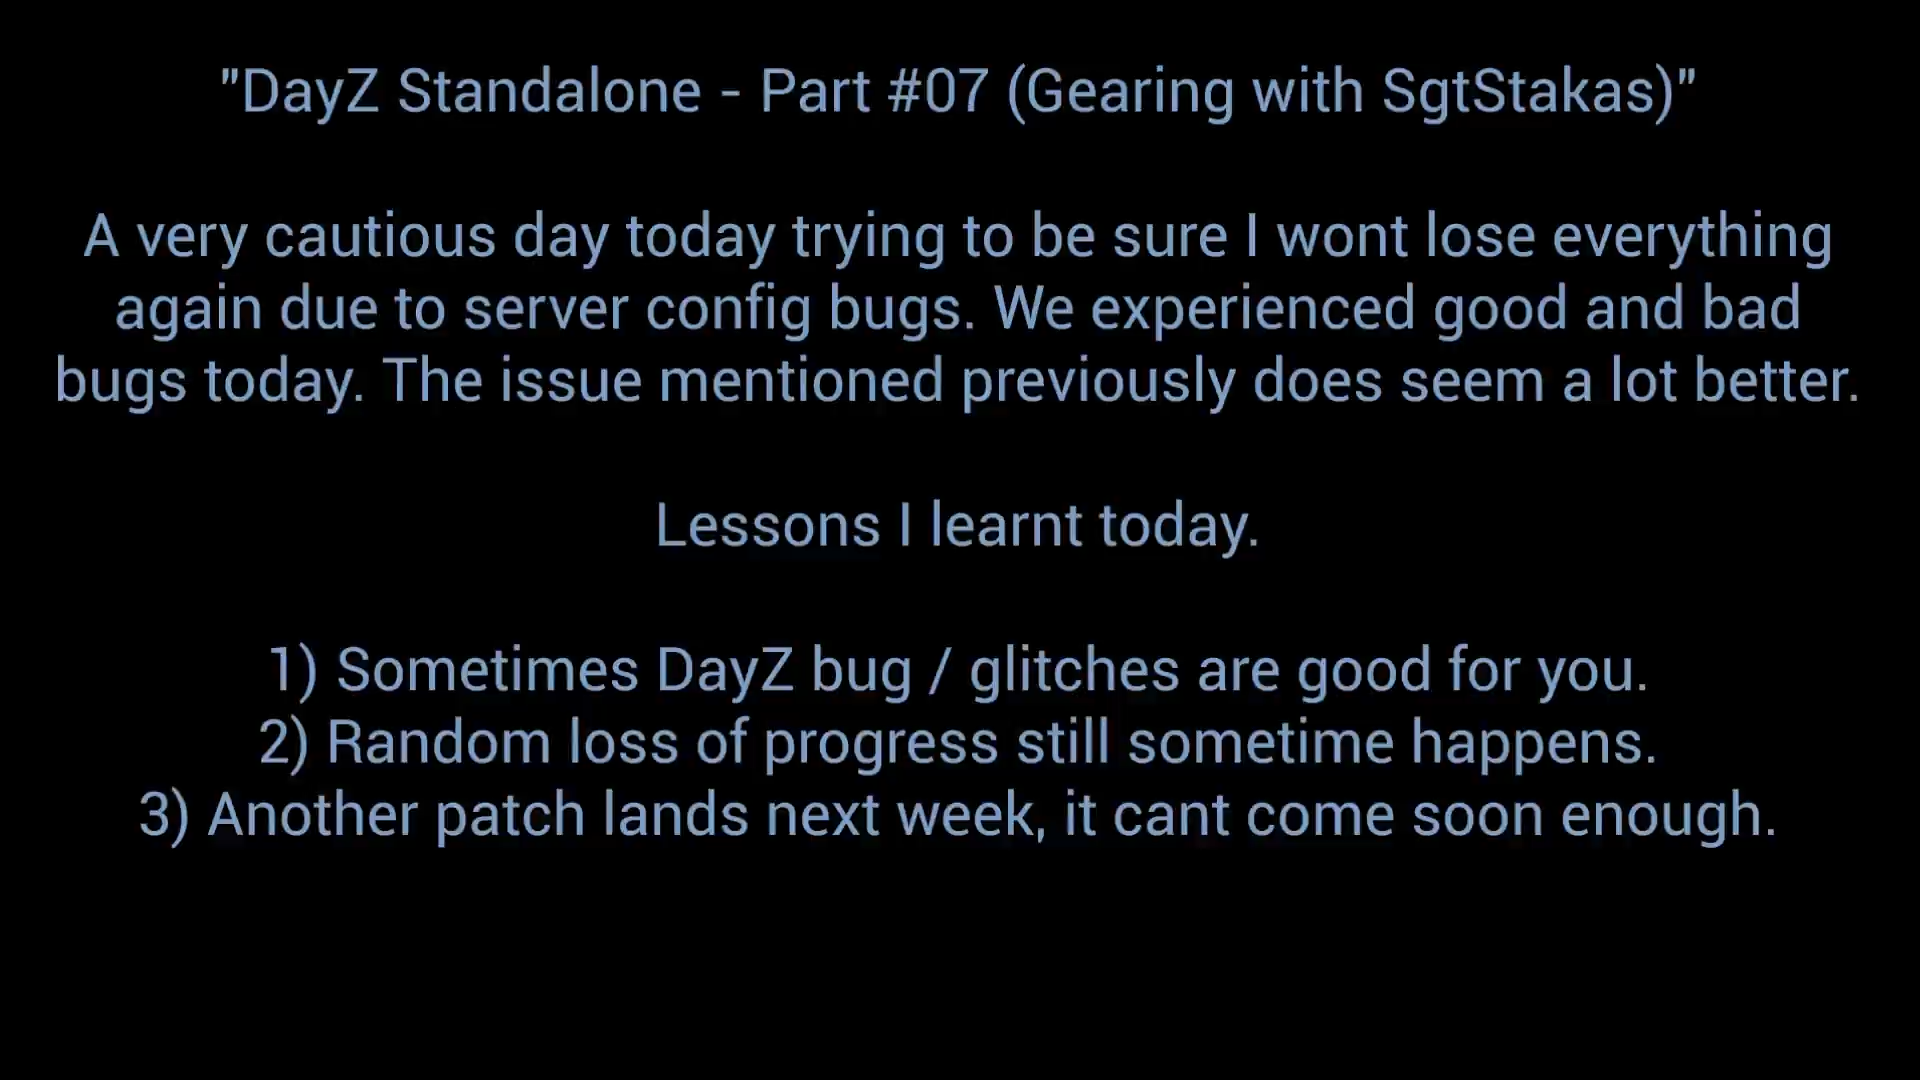 "DayZ Standalone - Part #07 (Gearing with SgtStakas)"
A very cautious day today trying to be sure I wont lose everything
again due to server config bugs. We experienced good and bad
bugs today. The issue mentioned previously does seem a lot better.
Lessons I learnt today.
1) Sometimes DayZ bug / glitches are good for you.
2) Random loss of progress still sometime happens.
3) Another patch lands next week, it cant come soon enough.